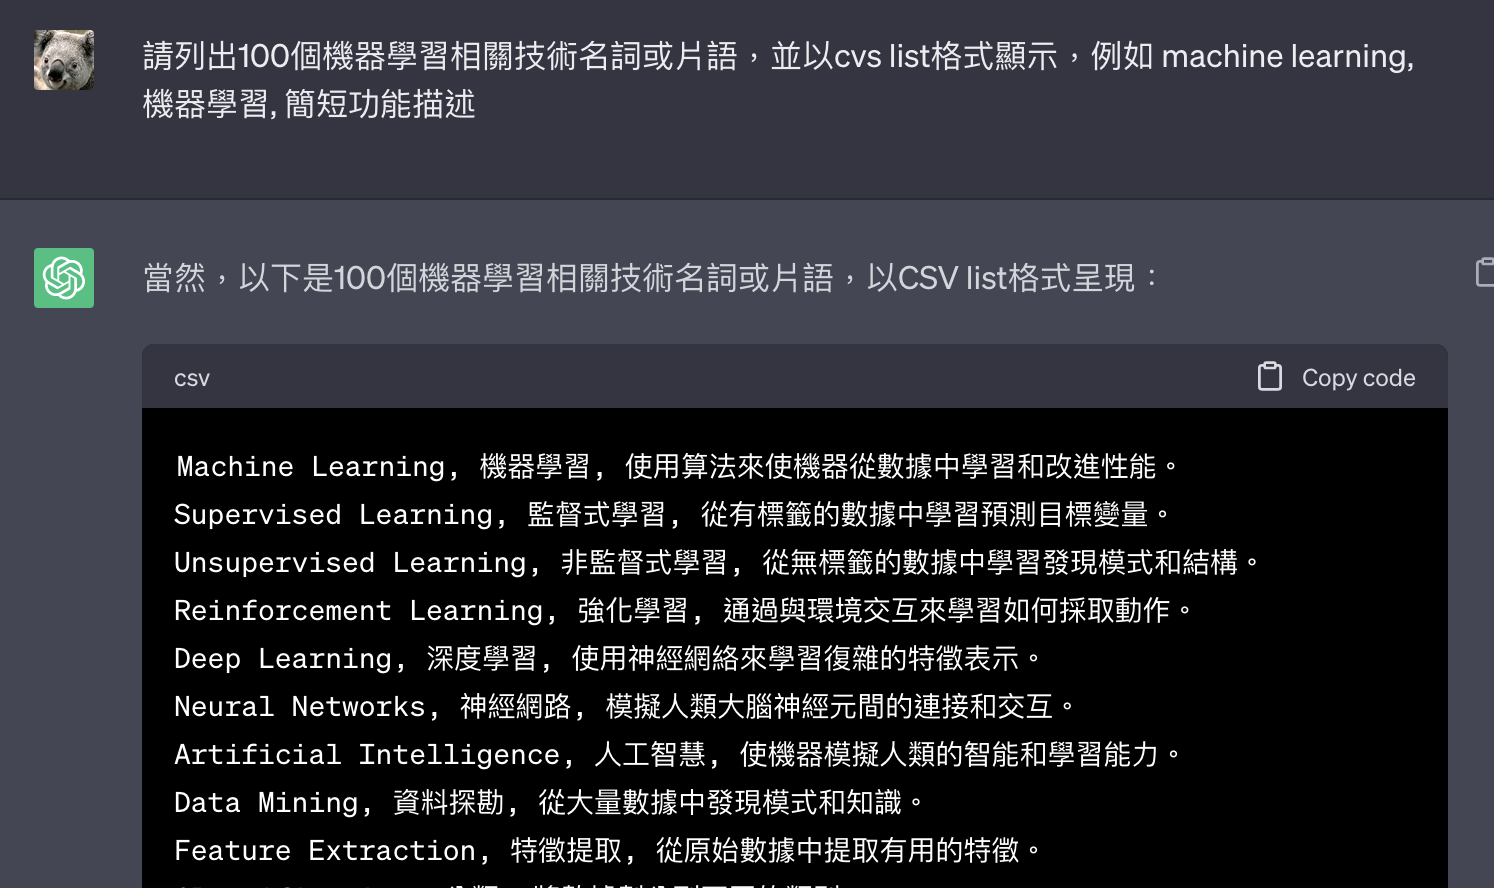 請列出100個機器學習相關技術名詞或片語，並以cvs list格式顯示，例如 machine learning,
機器學習, 簡短功能描述
當然，以下是100個機器學習相關技術名詞或片語，以CSV list格式呈現：
csv
Copy code
Machine Learning, 機器學習, 使用算法來使機器從數據中學習和改進性能。
Supervised Learning, 監督式學習, 從有標籤的數據中學習預測目標變量。
Unsupervised Learning, 非監督式學習, 從無標籤的數據中學習發現模式和結構。
Reinforcement Learning, 強化學習, 通過與環境交互來學習如何採取動作。
Deep Learning, 深度學習, 使用神經網絡來學習復雜的特徵表示。
Neural Networks, 神經網路, 模擬人類大腦神經元間的連接和交互。
Artificial Intelligence, 人工智慧, 使機器模擬人類的智能和學習能力。
Data Mining, 資料探勘, 從大量數據中發現模式和知識。
Feature Extraction, 特徵提取, 從原始數據中提取有用的特徵。